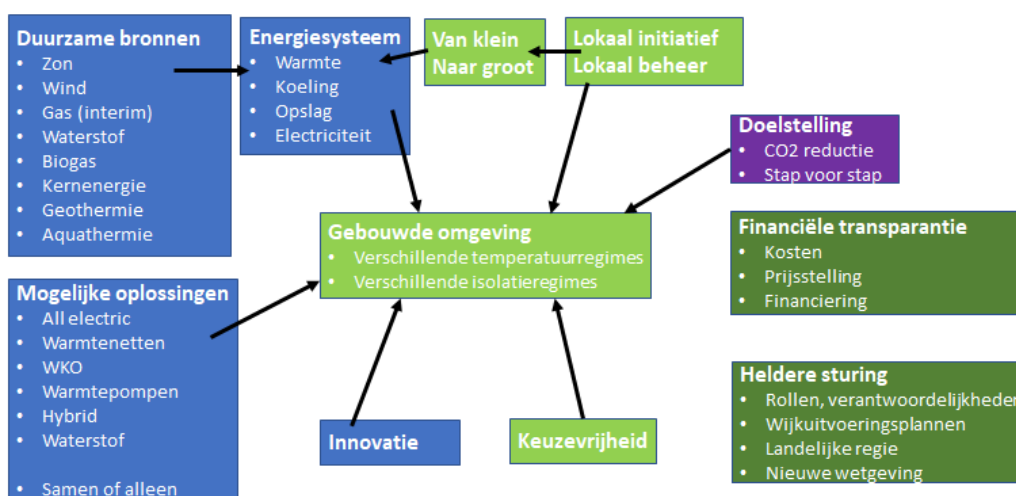 Duurzame bronnen
• Zon
• Wind
• Gas (interim)
• Waterstof
• Biogas
• Kernenergie
• Geothermie
• Aquathermie
Energiesysteem
• Warmte
• Koeling
• Opslag
• Electriciteit
Van klein
Naar groot
Lokaal initiatief
Lokaal beheer
Doelstelling
• CO2 reductie
• Stap voor stap
Gebouwde omgeving
• Verschillende temperatuurregimes
• Verschillende isolatieregimes
Financiële transparantie
• Kosten
• Prijsstelling
• Financiering
Mogelijke oplossingen
• All electric
• Warmtenetten
• WKO
• Warmtepompen
• Hybrid
• Waterstof
• Samen of alleen
Innovatie
Keuzevrijheid
Heldere sturing
• Rollen, verantwoordelijkheden
• Wijkuitvoeringsplannen
• Landelijke regie
• Nieuwe wetgeving